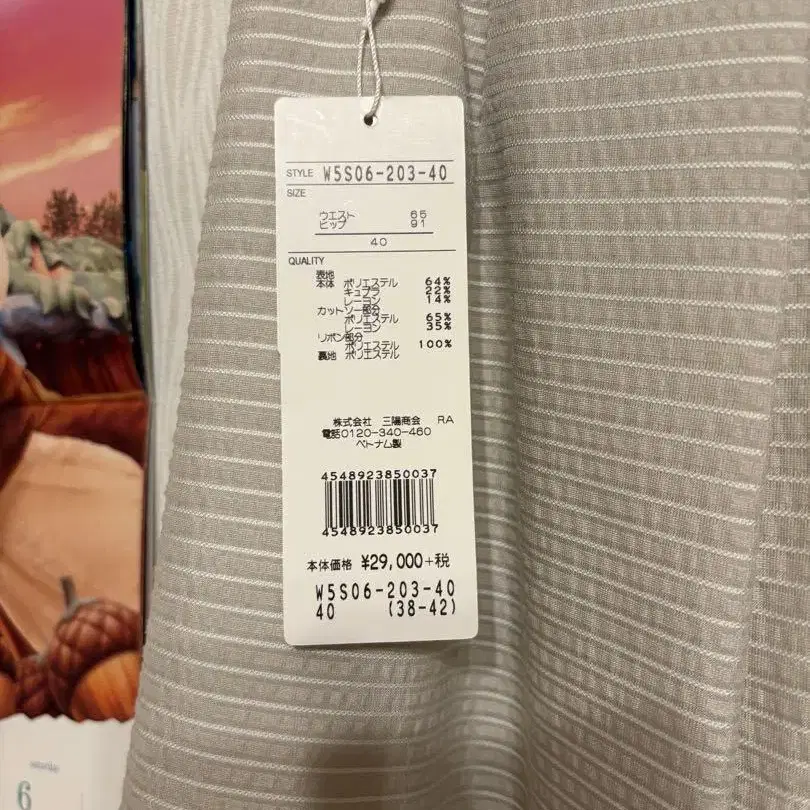 STYLE W5S06-203-40
SIZE
ウエスト 65
ヒップ 91
40
QUALITY
表地
本体 ポリエステル 64%
キュプラ 22%
レーヨン 14%
カットソー部分
ポリエステル 65%
レーヨン 35%
リボン部分
ポリエステル 100%
裏地 ポリエステル
株式会社 三陽商会 RA
電話0120-340-460
ベトナム製
4548923850037
4548923850037
本体価格 ¥29,000+税
W5S06-203-40
40 (38-42)
saturday
6